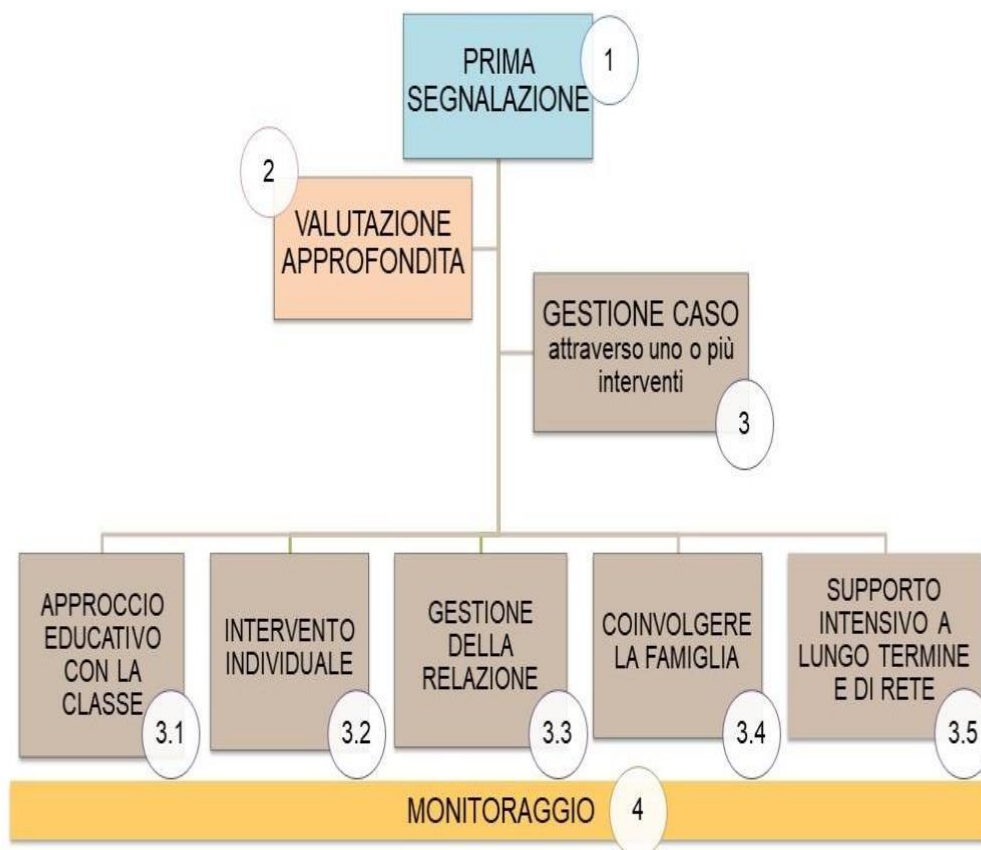 PRIMA
SEGNALAZIONE
1
2
VALUTAZIONE
APPROFONDITA
GESTIONE CASO
attraverso uno o più
interventi
3
APPROCCIO
EDUCATIVO
CON LA
CLASSE
3.1
INTERVENTO
INDIVIDUALE
3.2
GESTIONE
DELLA
RELAZIONE
3.3
COINVOLGERE
LA FAMIGLIA
3.4
SUPPORTO
INTENSIVO A
LUNGO TERMINE
E DI RETE
3.5
MONITORAGGIO 4